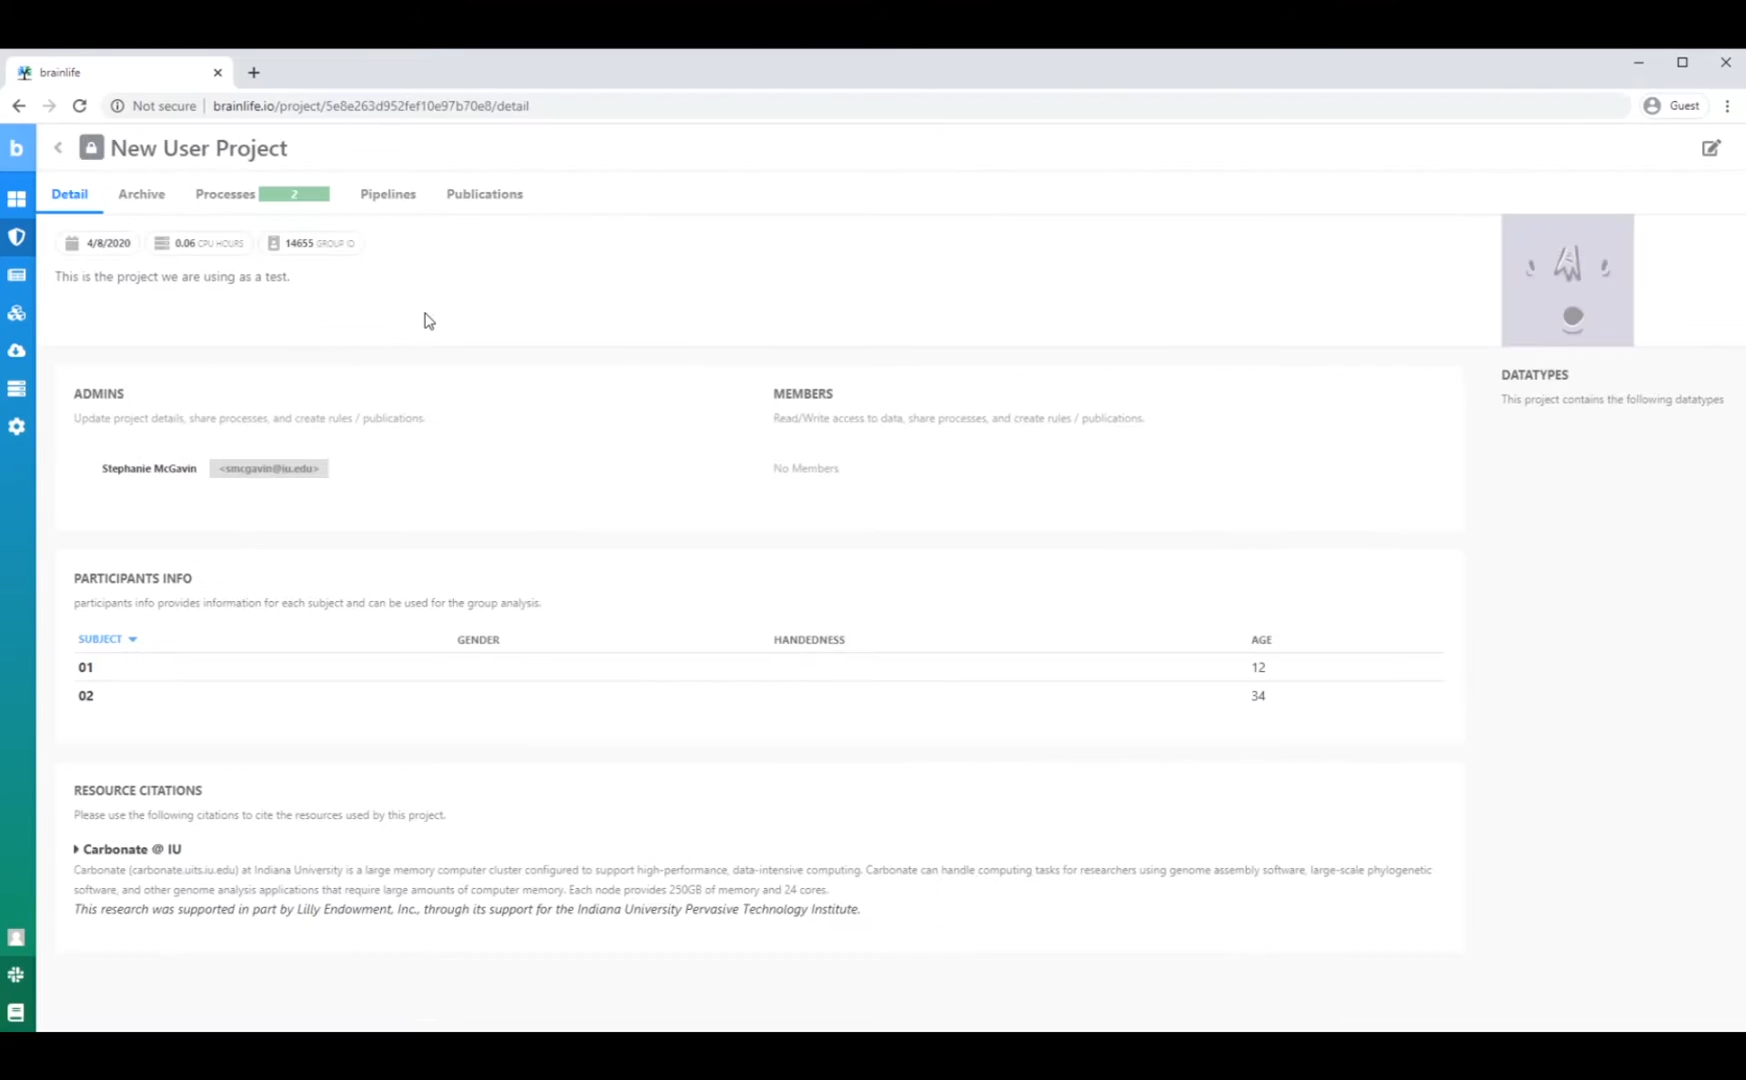 brainlife
Not secure | brainlife.io/project/5e8e263d952fef10e97b70e8/detail
Guest
b
New User Project
Detail Archive Processes 2 Pipelines Publications
4/8/2020 0.06 CPU HOURS 14655 GROUP ID
This is the project we are using as a test.
DATATYPES
This project contains the following datatypes
ADMINS
Update project details, share processes, and create rules / publications.
Stephanie McGavin <smcgavin@iu.edu>
MEMBERS
Read/Write access to data, share processes, and create rules / publications.
No Members
PARTICIPANTS INFO
participants info provides information for each subject and can be used for the group analysis.
SUBJECT GENDER HANDEDNESS AGE
01 12
02 34
RESOURCE CITATIONS
Please use the following citations to cite the resources used by this project.
Carbonate @ IU
Carbonate (carbonate.uits.iu.edu) at Indiana University is a large memory computer cluster configured to support high-performance, data-intensive computing. Carbonate can handle computing tasks for researchers using genome assembly software, large-scale phylogenetic
software, and other genome analysis applications that require large amounts of computer memory. Each node provides 250GB of memory and 24 cores.
This research was supported in part by Lilly Endowment, Inc., through its support for the Indiana University Pervasive Technology Institute.